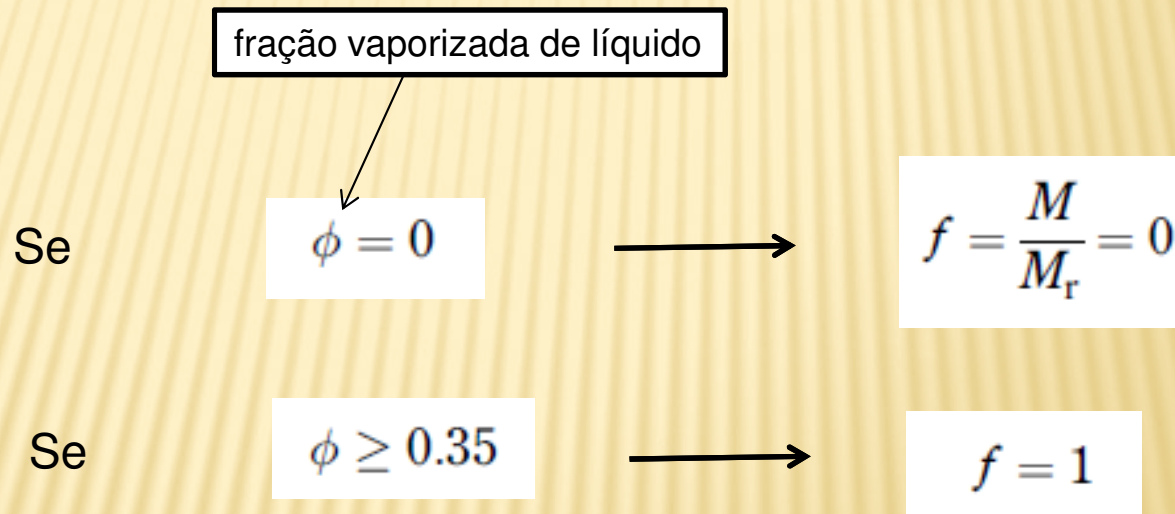 fração vaporizada de líquido
Se ϕ = 0 f = M/Mᵣ = 0
Se ϕ ≥ 0.35 f = 1